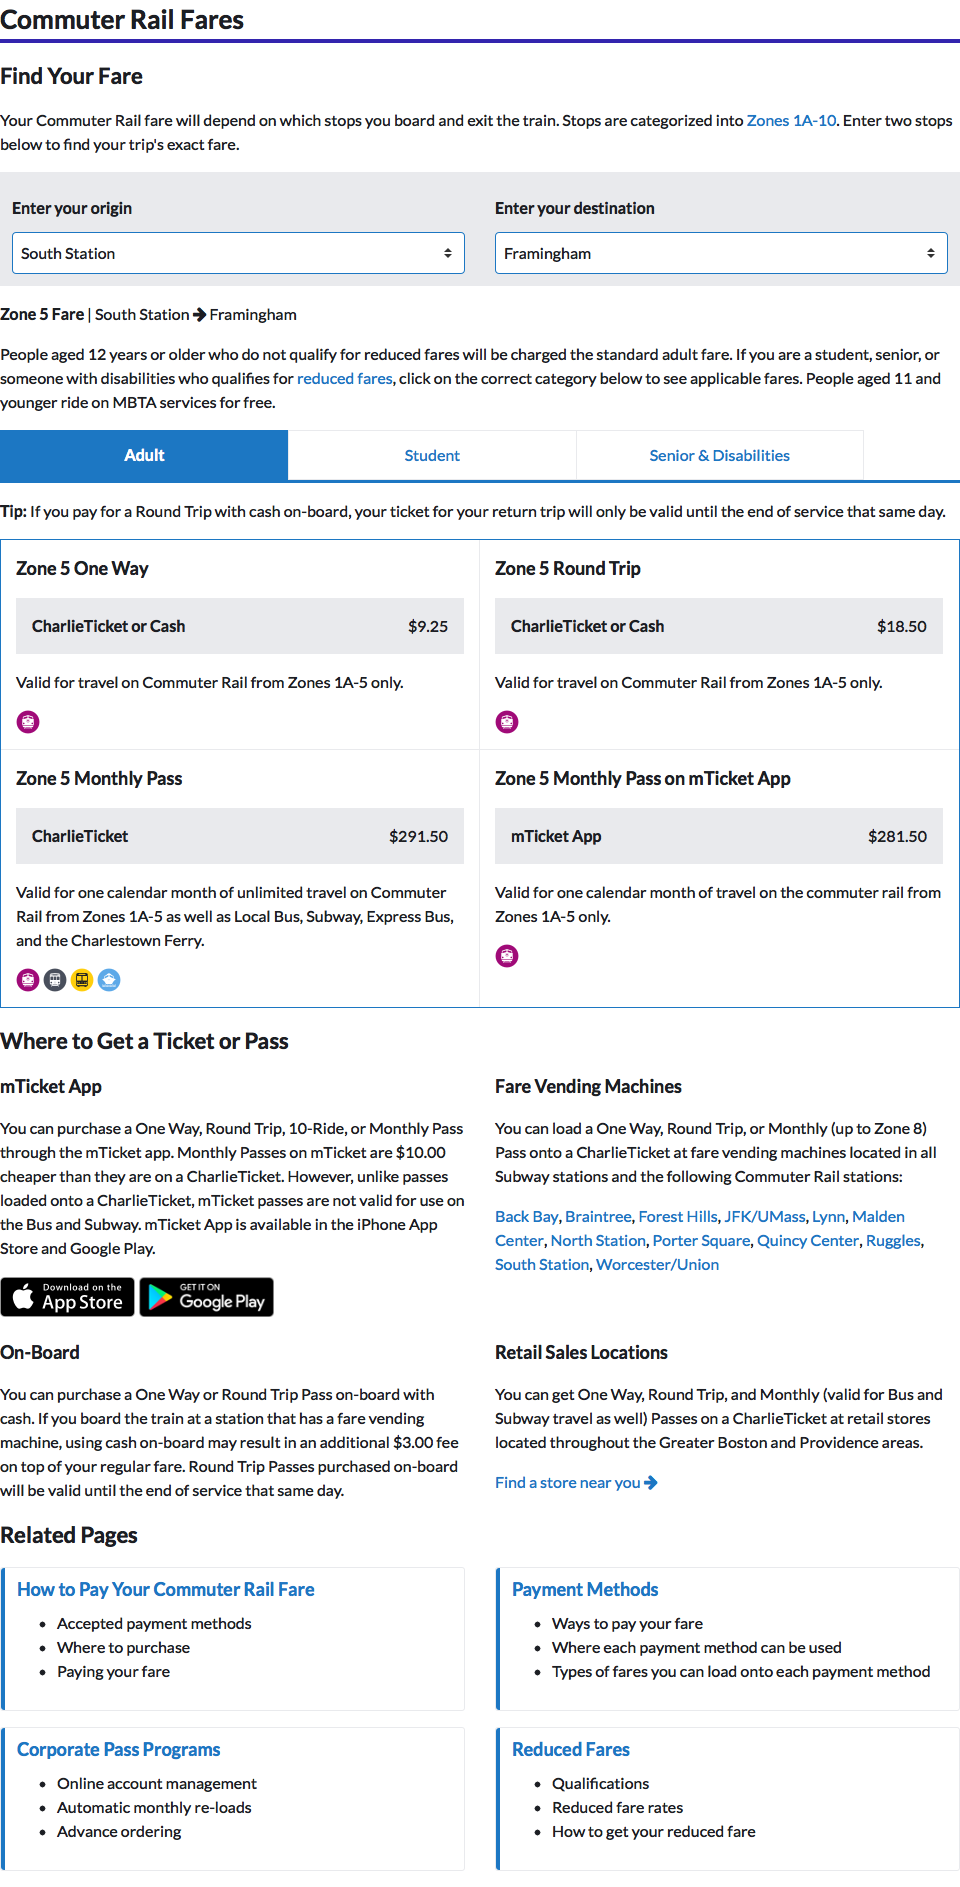 Commuter Rail Fares
Find Your Fare
Your Commuter Rail fare will depend on which stops you board and exit the train. Stops are categorized into Zones 1A-10. Enter two stops
below to find your trip's exact fare.
Enter your origin
South Station
Enter your destination
Framingham
Zone 5 Fare | South Station → Framingham
People aged 12 years or older who do not qualify for reduced fares will be charged the standard adult fare. If you are a student, senior, or
someone with disabilities who qualifies for reduced fares, click on the correct category below to see applicable fares. People aged 11 and
younger ride on MBTA services for free.
Adult
Student
Senior & Disabilities
Tip: If you pay for a Round Trip with cash on-board, your ticket for your return trip will only be valid until the end of service that same day.
Zone 5 One Way
CharlieTicket or Cash $9.25
Valid for travel on Commuter Rail from Zones 1A-5 only.
Zone 5 Round Trip
CharlieTicket or Cash $18.50
Valid for travel on Commuter Rail from Zones 1A-5 only.
Zone 5 Monthly Pass
CharlieTicket $291.50
Valid for one calendar month of unlimited travel on Commuter
Rail from Zones 1A-5 as well as Local Bus, Subway, Express Bus,
and the Charlestown Ferry.
Zone 5 Monthly Pass on mTicket App
mTicket App $281.50
Valid for one calendar month of travel on the commuter rail from
Zones 1A-5 only.
Where to Get a Ticket or Pass
mTicket App
You can purchase a One Way, Round Trip, 10-Ride, or Monthly Pass
through the mTicket app. Monthly Passes on mTicket are $10.00
cheaper than they are on a CharlieTicket. However, unlike passes
loaded onto a CharlieTicket, mTicket passes are not valid for use on
the Bus and Subway. mTicket App is available in the iPhone App
Store and Google Play.
Download on the
App Store
GET IT ON
Google Play
Fare Vending Machines
You can load a One Way, Round Trip, or Monthly (up to Zone 8)
Pass onto a CharlieTicket at fare vending machines located in all
Subway stations and the following Commuter Rail stations:
Back Bay, Braintree, Forest Hills, JFK/UMass, Lynn, Malden
Center, North Station, Porter Square, Quincy Center, Ruggles,
South Station, Worcester/Union
On-Board
You can purchase a One Way or Round Trip Pass on-board with
cash. If you board the train at a station that has a fare vending
machine, using cash on-board may result in an additional $3.00 fee
on top of your regular fare. Round Trip Passes purchased on-board
will be valid until the end of service that same day.
Retail Sales Locations
You can get One Way, Round Trip, and Monthly (valid for Bus and
Subway travel as well) Passes on a CharlieTicket at retail stores
located throughout the Greater Boston and Providence areas.
Find a store near you →
Related Pages
How to Pay Your Commuter Rail Fare
• Accepted payment methods
• Where to purchase
• Paying your fare
Payment Methods
• Ways to pay your fare
• Where each payment method can be used
• Types of fares you can load onto each payment method
Corporate Pass Programs
• Online account management
• Automatic monthly re-loads
• Advance ordering
Reduced Fares
• Qualifications
• Reduced fare rates
• How to get your reduced fare